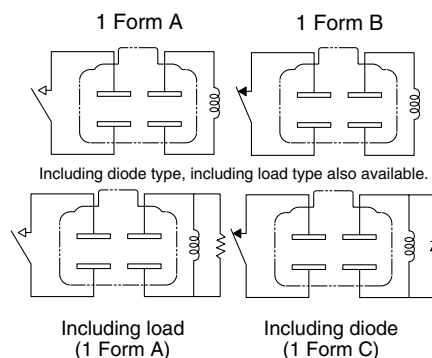 1 Form A
1 Form B
Including diode type, including load type also available.
Including load
(1 Form A)
Including diode
(1 Form C)